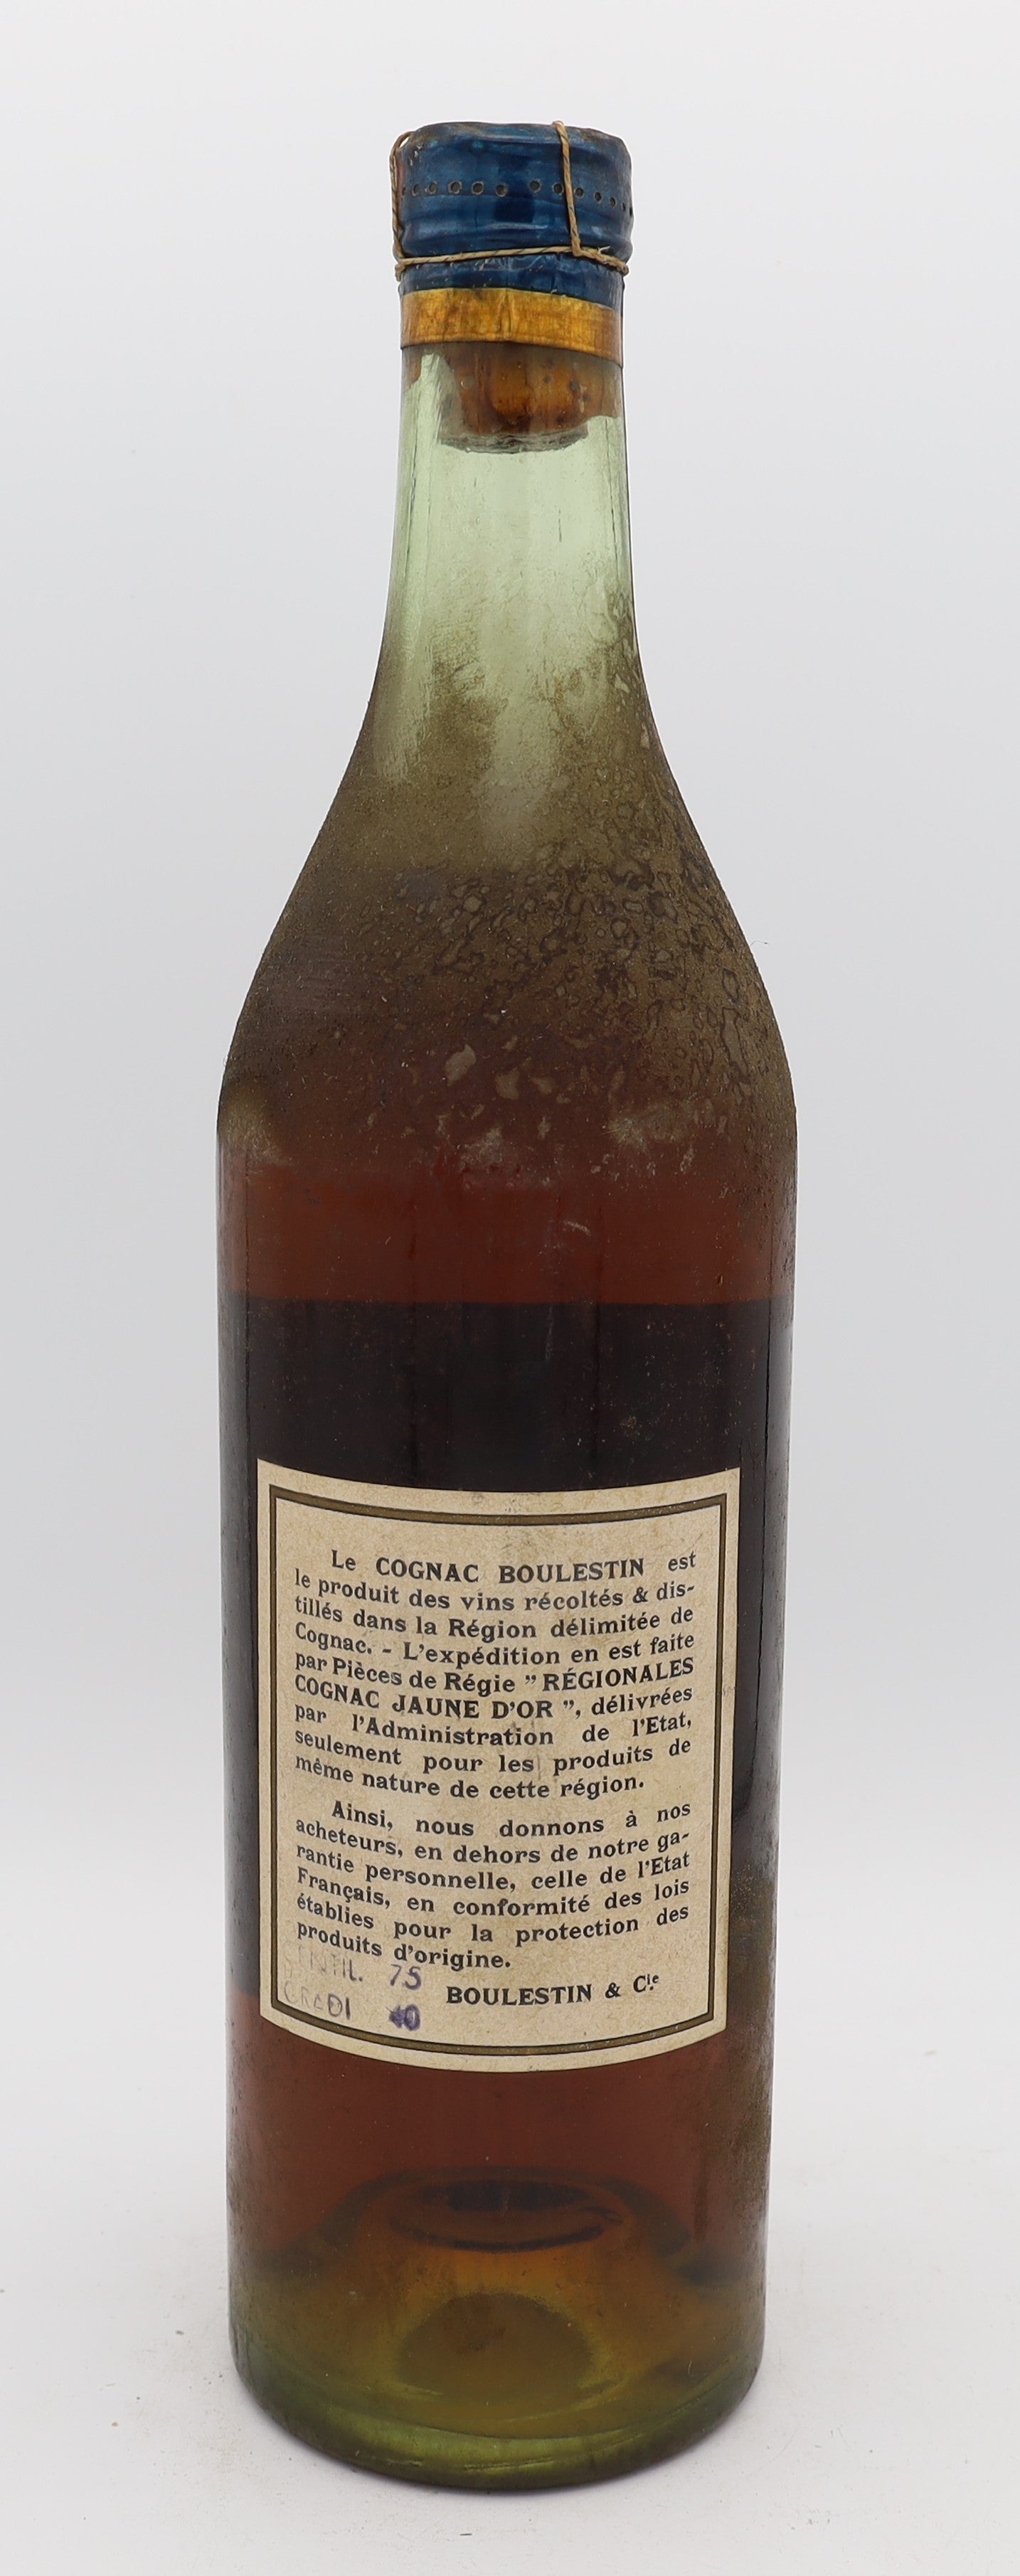 Le COGNAC BOULESTIN est
le produit des vins récoltés & dis-
tillés dans la Région délimitée de
Cognac. - L'expédition en est faite
par Pièces de Régie " RÉGIONALES
COGNAC JAUNE D'OR ", délivrées
par l'Administration de l'Etat,
seulement pour les produits de
même nature de cette région.
Ainsi, nous donnons à nos
acheteurs, en dehors de notre ga-
rantie personnelle, celle de l'Etat
Français, en conformité des lois
établies pour la protection des
produits d'origine.
75
BOULESTIN & Cie
GRADI 40